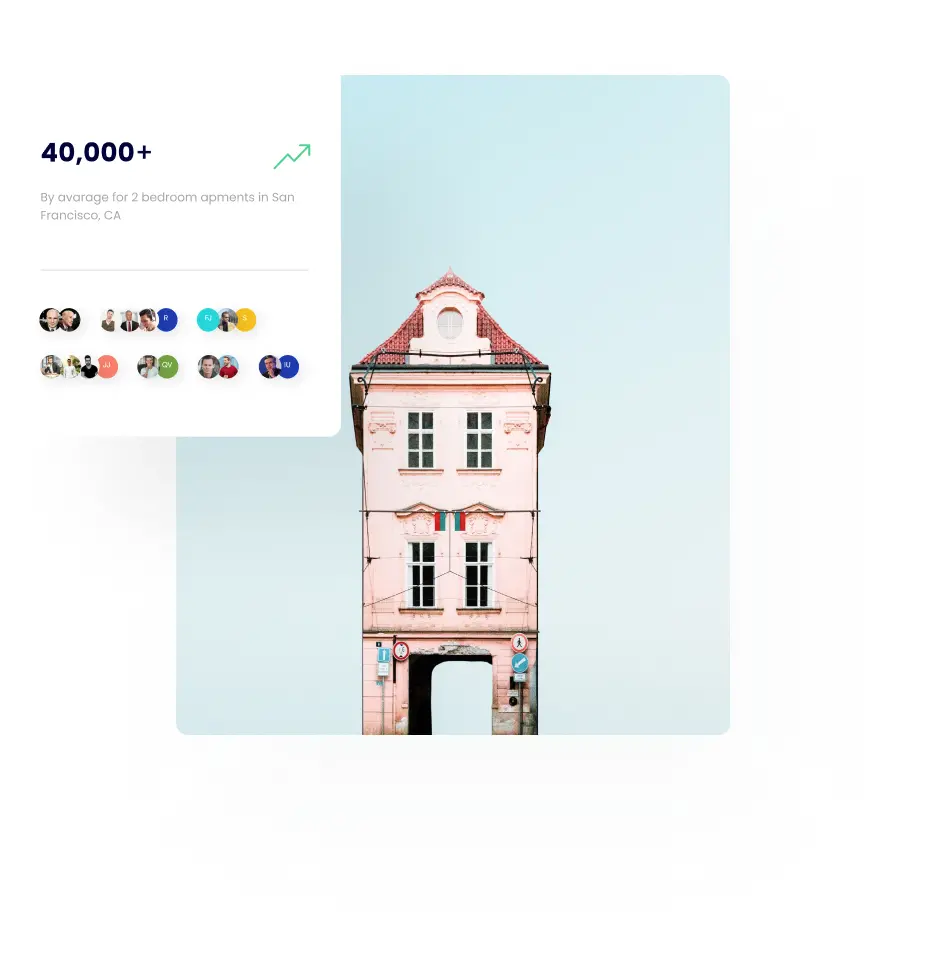 40,000+
By avarage for 2 bedroom apments in San
Francisco, CA
R
FJ
S
JJ
QV
IU